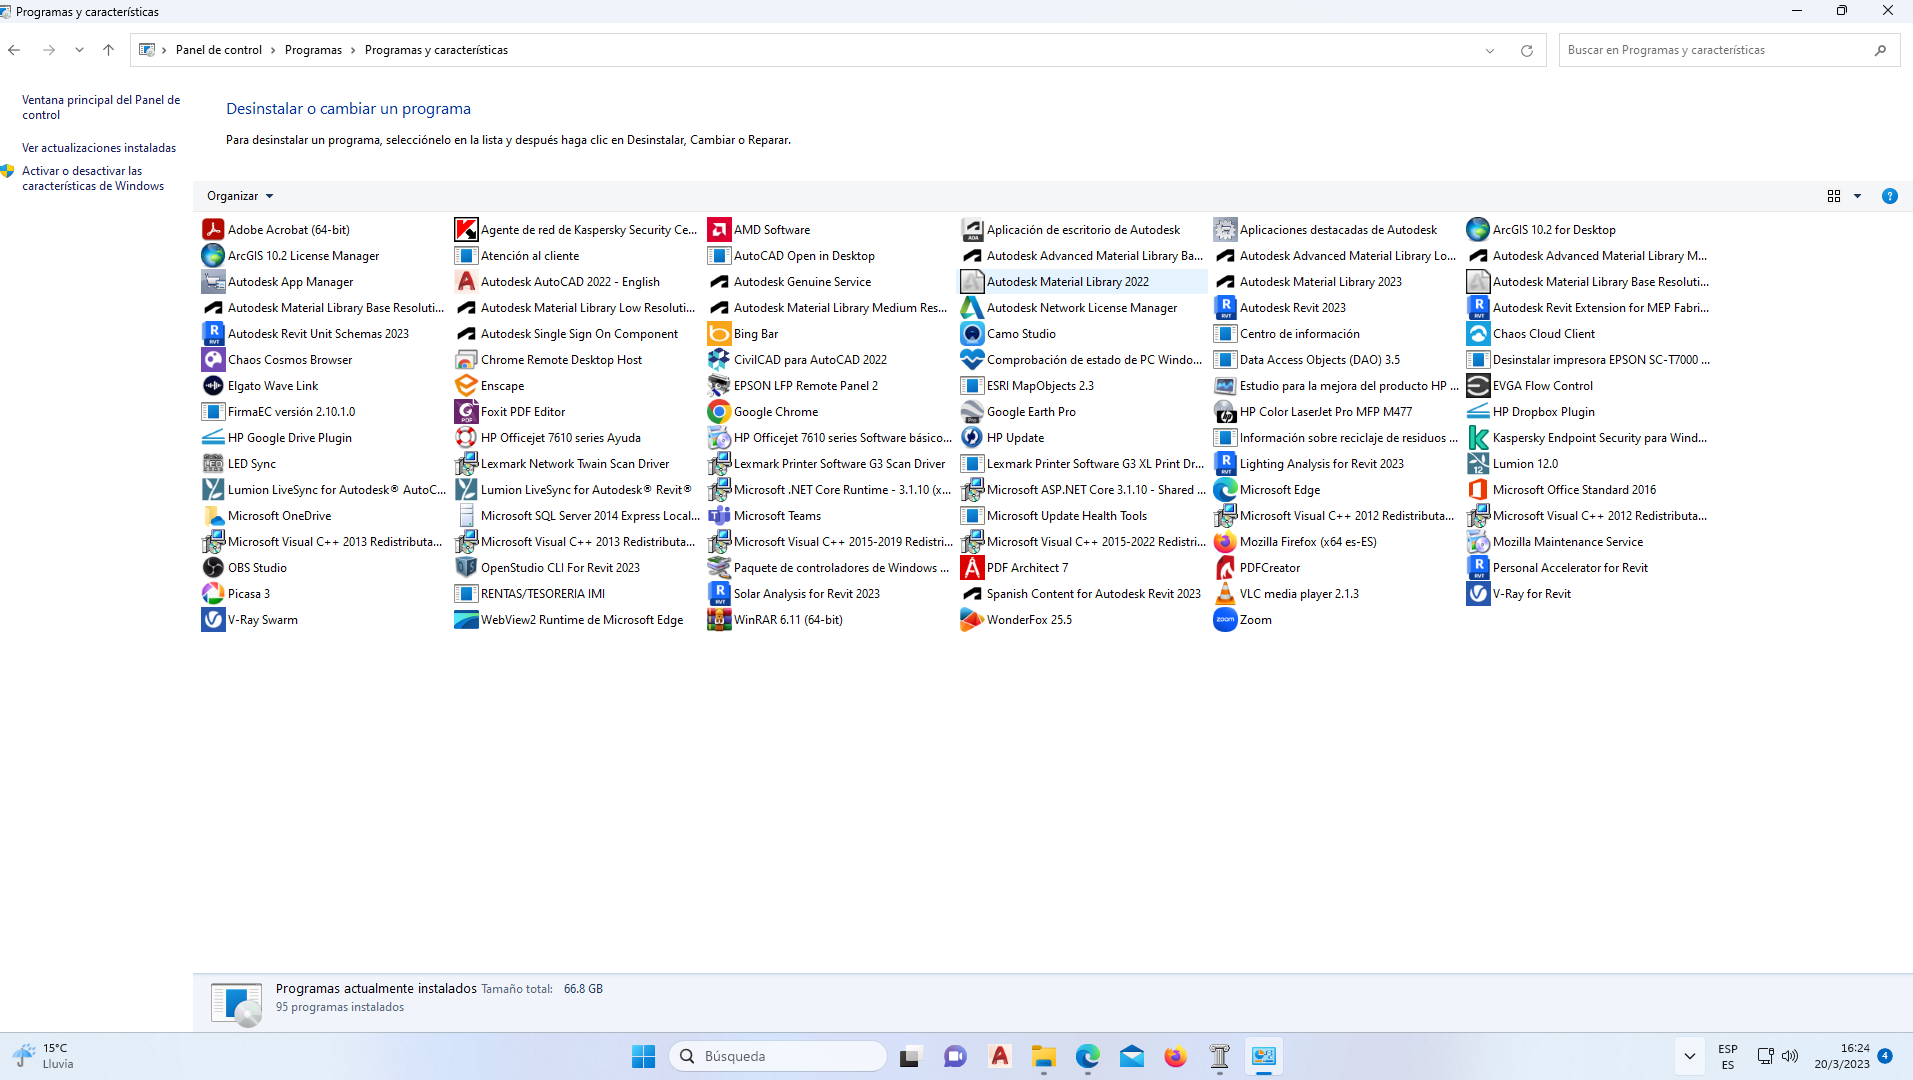 Programas y características
Panel de control > Programas > Programas y características
Buscar en Programas y características
Ventana principal del Panel de
control
Ver actualizaciones instaladas
Activar o desactivar las
características de Windows
Desinstalar o cambiar un programa
Para desinstalar un programa, selecciónelo en la lista y después haga clic en Desinstalar, Cambiar o Reparar.
Organizar
Adobe Acrobat (64-bit) Agente de red de Kaspersky Security Ce... AMD Software Aplicación de escritorio de Autodesk Aplicaciones destacadas de Autodesk ArcGIS 10.2 for Desktop
ArcGIS 10.2 License Manager Atención al cliente AutoCAD Open in Desktop Autodesk Advanced Material Library Ba... Autodesk Advanced Material Library Lo... Autodesk Advanced Material Library M...
Autodesk App Manager Autodesk AutoCAD 2022 - English Autodesk Genuine Service Autodesk Material Library 2022 Autodesk Material Library 2023 Autodesk Material Library Base Resoluti...
Autodesk Material Library Base Resoluti... Autodesk Material Library Low Resoluti... Autodesk Material Library Medium Res... Autodesk Network License Manager Autodesk Revit 2023 Autodesk Revit Extension for MEP Fabri...
Autodesk Revit Unit Schemas 2023 Autodesk Single Sign On Component Bing Bar Camo Studio Centro de información Chaos Cloud Client
Chaos Cosmos Browser Chrome Remote Desktop Host CivilCAD para AutoCAD 2022 Comprobación de estado de PC Windo... Data Access Objects (DAO) 3.5 Desinstalar impresora EPSON SC-T7000 ...
Elgato Wave Link Enscape EPSON LFP Remote Panel 2 ESRI MapObjects 2.3 Estudio para la mejora del producto HP ... EVGA Flow Control
FirmaEC versión 2.10.1.0 Foxit PDF Editor Google Chrome Google Earth Pro HP Color LaserJet Pro MFP M477 HP Dropbox Plugin
HP Google Drive Plugin HP Officejet 7610 series Ayuda HP Officejet 7610 series Software básico... HP Update Información sobre reciclaje de residuos ... Kaspersky Endpoint Security para Wind...
LED Sync Lexmark Network Twain Scan Driver Lexmark Printer Software G3 Scan Driver Lexmark Printer Software G3 XL Print Dr... Lighting Analysis for Revit 2023 Lumion 12.0
Lumion LiveSync for Autodesk® AutoC... Lumion LiveSync for Autodesk® Revit® Microsoft .NET Core Runtime - 3.1.10 (x... Microsoft ASP.NET Core 3.1.10 - Shared ... Microsoft Edge Microsoft Office Standard 2016
Microsoft OneDrive Microsoft SQL Server 2014 Express Local... Microsoft Teams Microsoft Update Health Tools Microsoft Visual C++ 2012 Redistributa... Microsoft Visual C++ 2012 Redistributa...
Microsoft Visual C++ 2013 Redistributa... Microsoft Visual C++ 2013 Redistributa... Microsoft Visual C++ 2015-2019 Redistri... Microsoft Visual C++ 2015-2022 Redistri... Mozilla Firefox (x64 es-ES) Mozilla Maintenance Service
OBS Studio OpenStudio CLI For Revit 2023 Paquete de controladores de Windows ... PDF Architect 7 PDFCreator Personal Accelerator for Revit
Picasa 3 RENTAS/TESORERIA IMI Solar Analysis for Revit 2023 Spanish Content for Autodesk Revit 2023 VLC media player 2.1.3 V-Ray for Revit
V-Ray Swarm WebView2 Runtime de Microsoft Edge WinRAR 6.11 (64-bit) WonderFox 25.5 Zoom
Programas actualmente instalados Tamaño total: 66.8 GB
95 programas instalados
15°C
Lluvia
Búsqueda
ESP
ES
16:24
20/3/2023
4